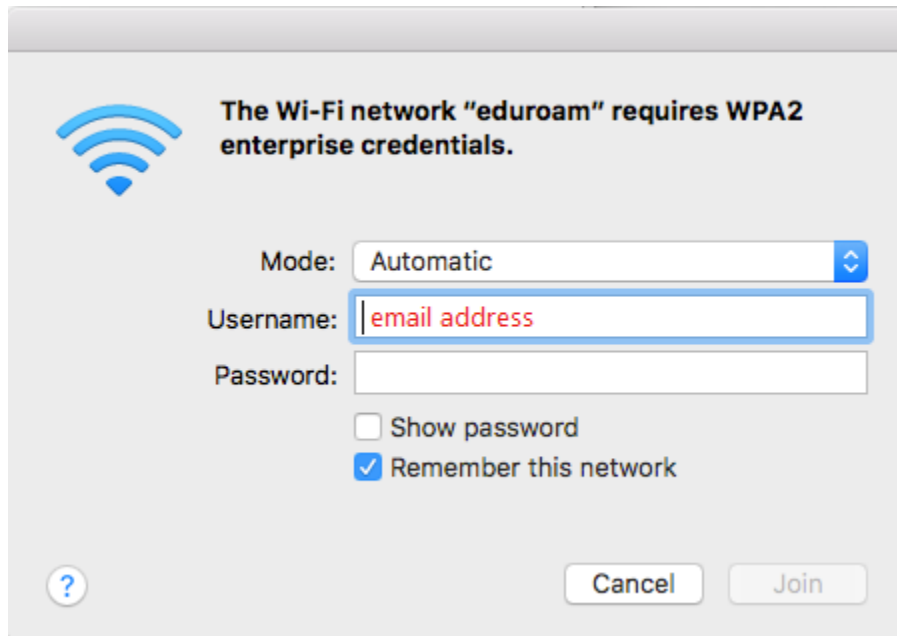 The Wi-Fi network “eduroam” requires WPA2
enterprise credentials.
Mode: Automatic
Username: email address
Password:
Show password
Remember this network
? Cancel Join